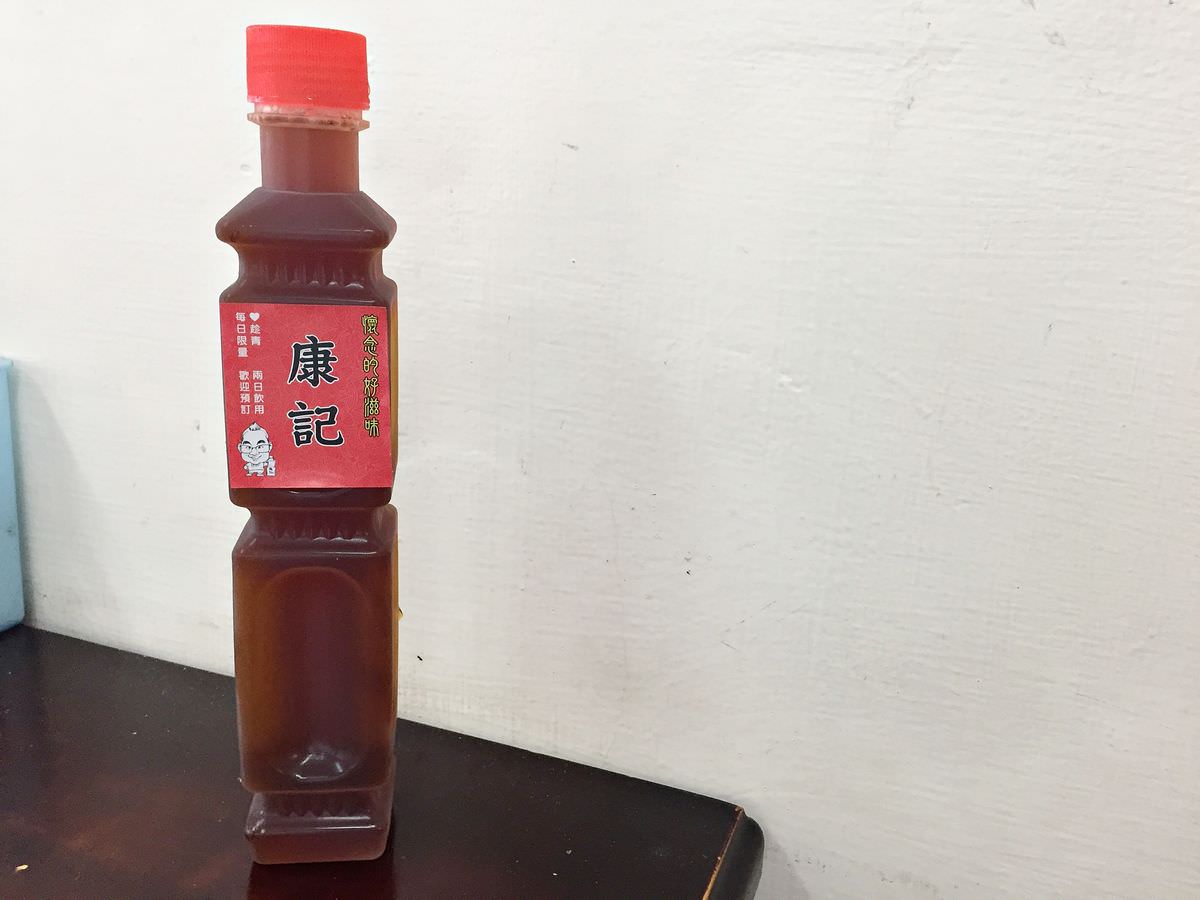 懷念的好滋味
康記
♥趁青 兩日飲用
每日限量 歡迎預訂